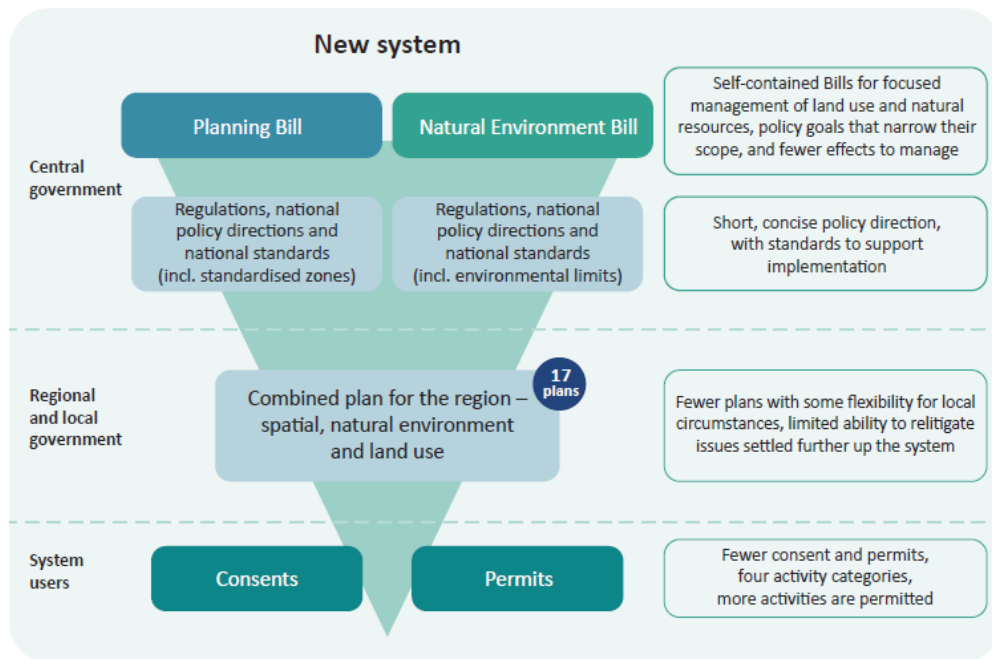 New system
Central
government
Planning Bill
Natural Environment Bill
Self-contained Bills for focused
management of land use and natural
resources, policy goals that narrow their
scope, and fewer effects to manage
Regulations, national
policy directions and
national standards
(incl. standardised zones)
Regulations, national
policy directions and
national standards
(incl. environmental limits)
Short, concise policy direction,
with standards to support
implementation
Regional
and local
government
Combined plan for the region –
spatial, natural environment
and land use
17
plans
Fewer plans with some flexibility for local
circumstances, limited ability to relitigate
issues settled further up the system
System
users
Consents
Permits
Fewer consent and permits,
four activity categories,
more activities are permitted